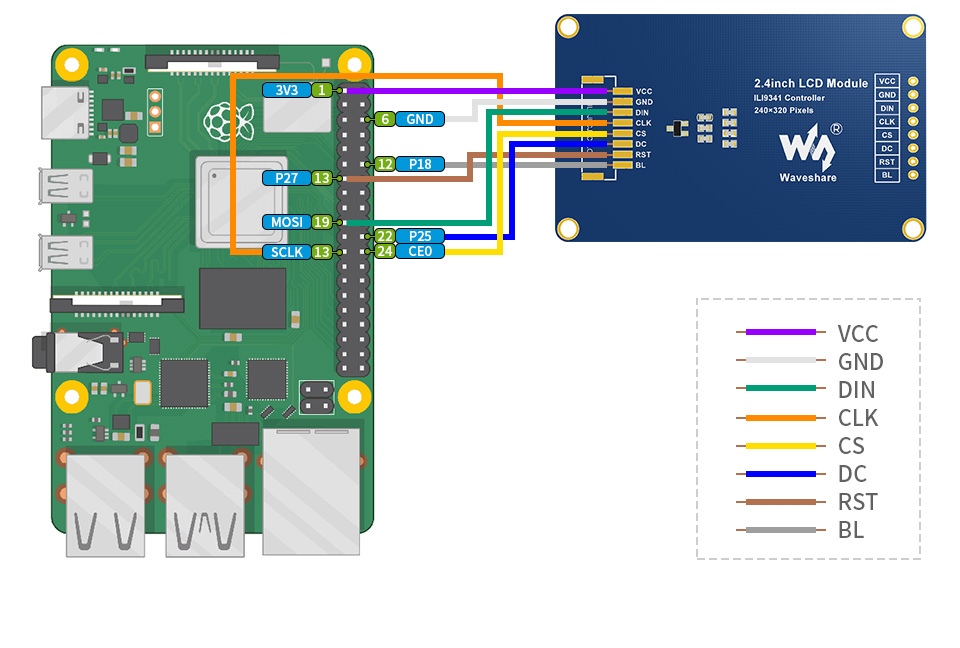 3V3 1
6 GND
12 P18
P27 13
MOSI 19
22 P25
SCLK 13
24 CE0
VCC
GND
DIN
CLK
CS
DC
RST
BL
2.4inch LCD Module
ILI9341 Controller
240×320 Pixels
®
Waveshare
VCC
GND
DIN
CLK
CS
DC
RST
BL
VCC
GND
DIN
CLK
CS
DC
RST
BL